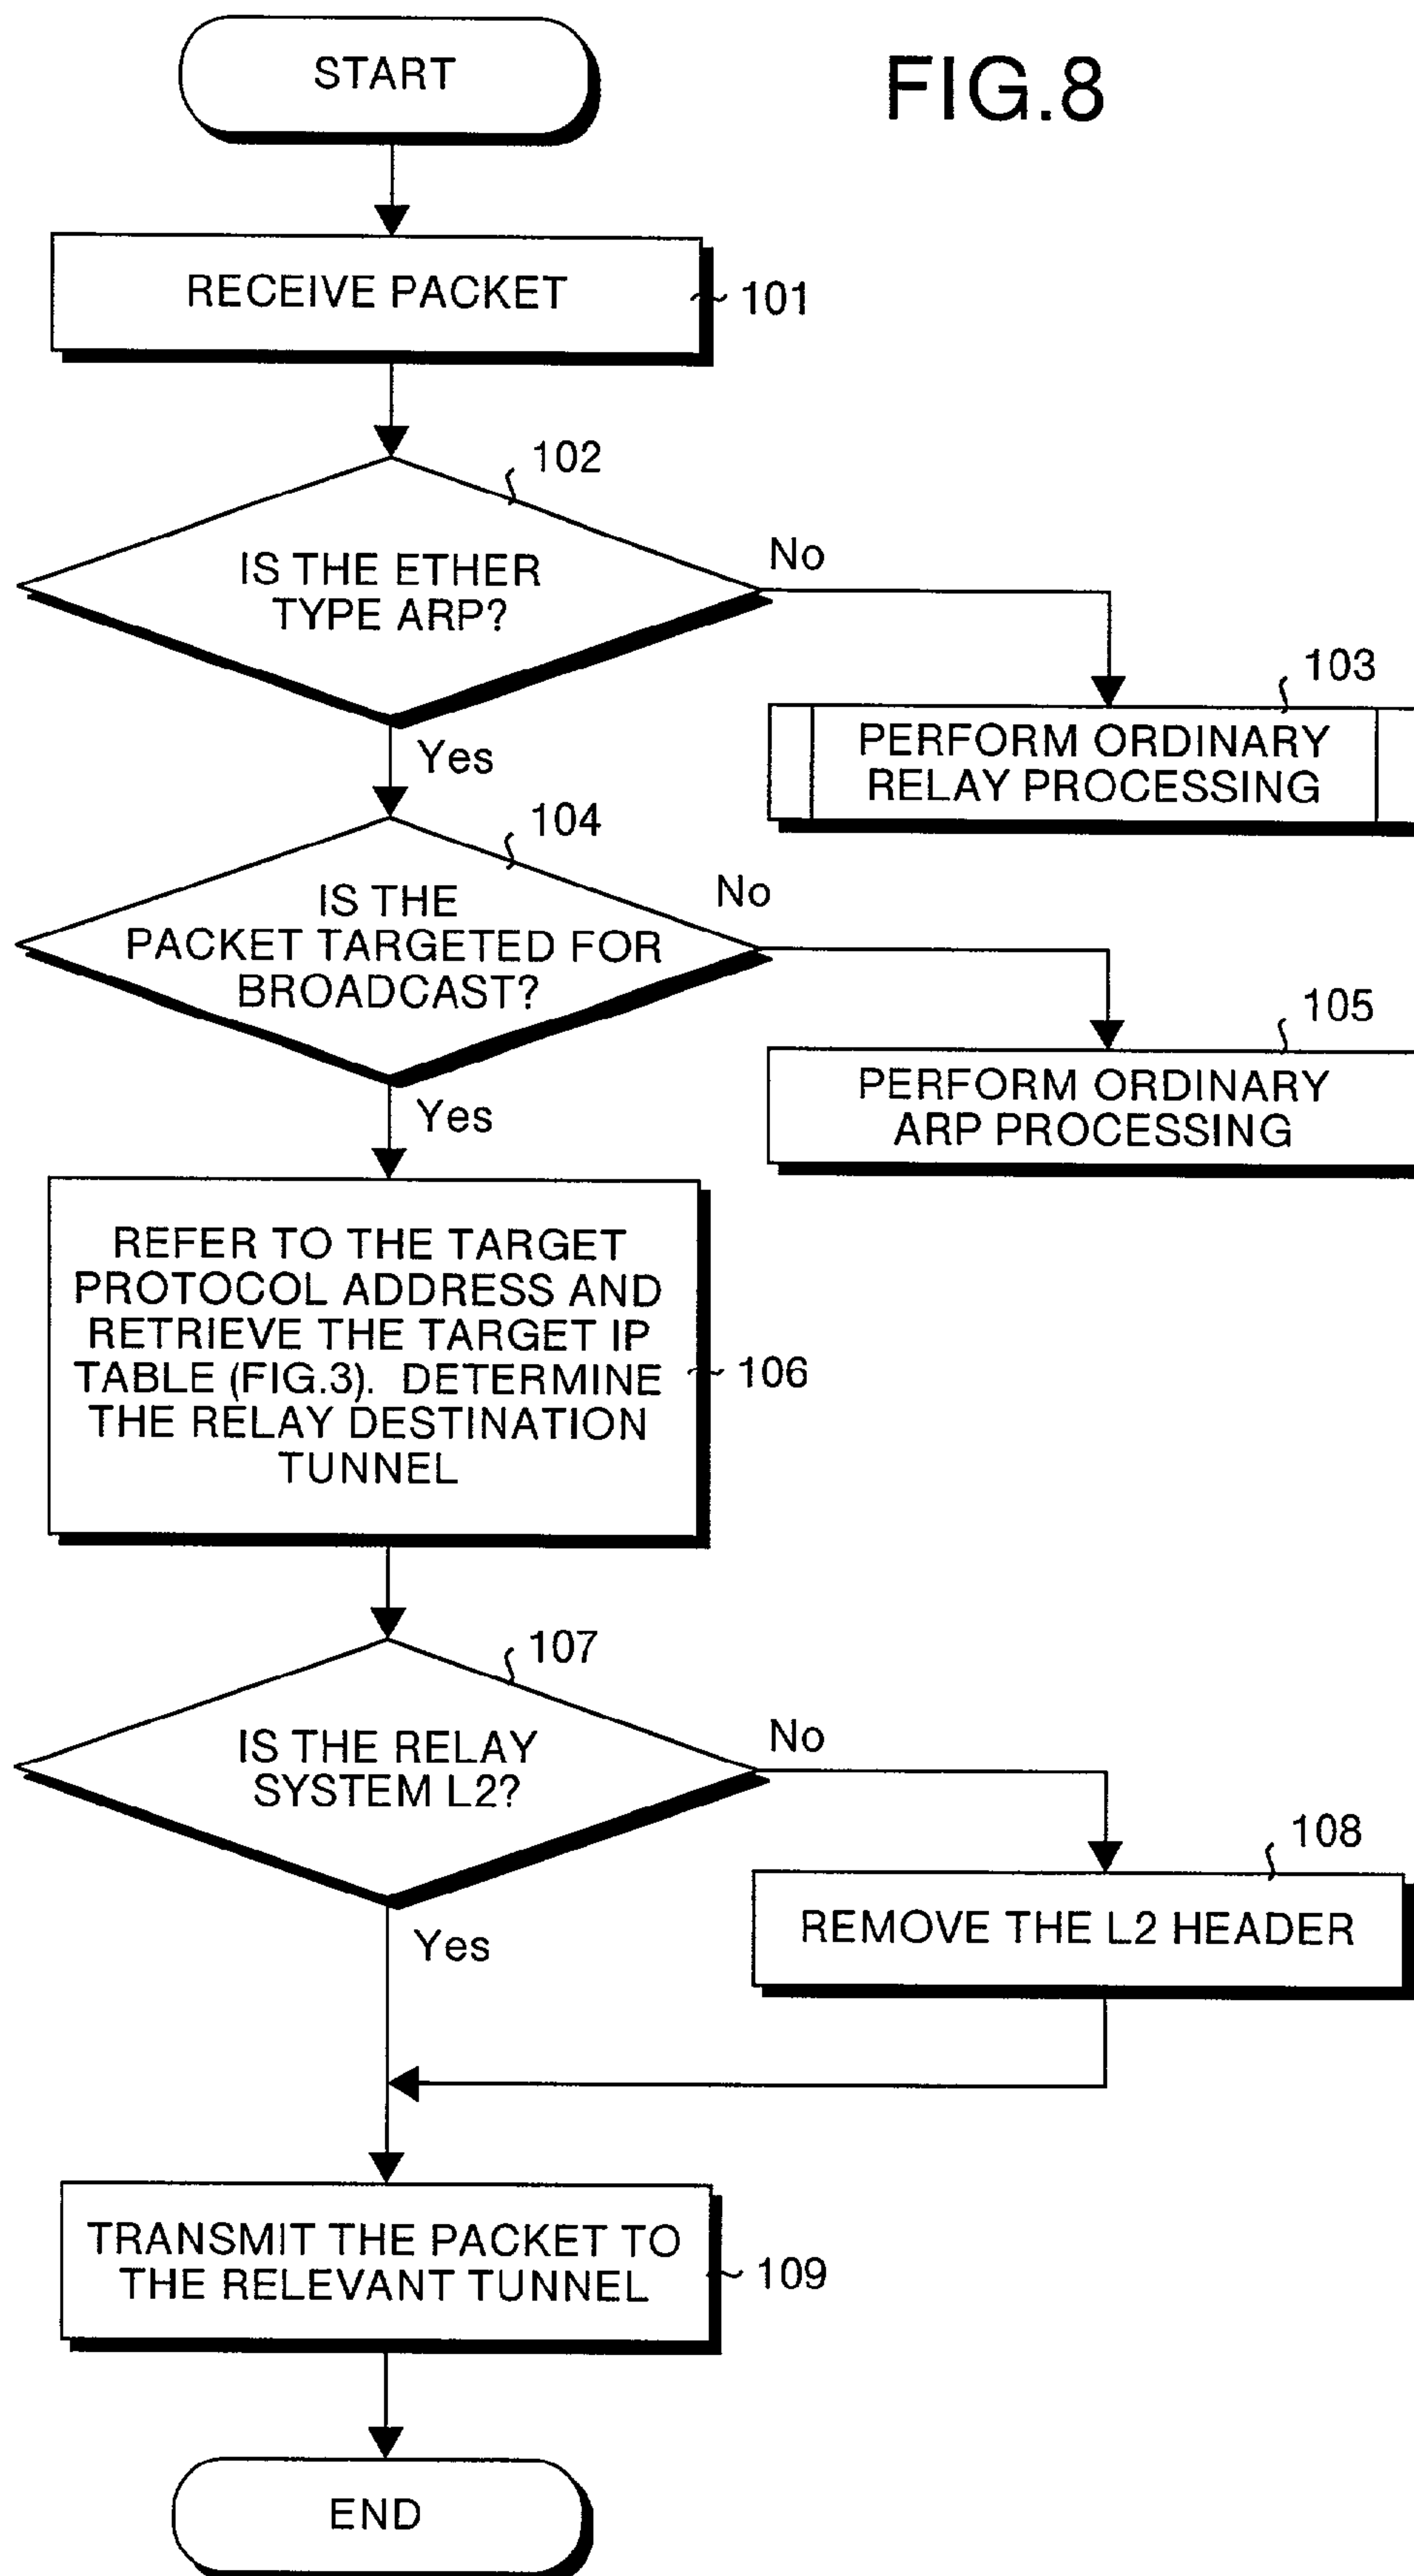 START
FIG.8
RECEIVE PACKET
101
102
IS THE ETHER
TYPE ARP?
No
Yes
103
PERFORM ORDINARY
RELAY PROCESSING
104
IS THE
PACKET TARGETED FOR
BROADCAST?
No
Yes
105
PERFORM ORDINARY
ARP PROCESSING
REFER TO THE TARGET
PROTOCOL ADDRESS AND
RETRIEVE THE TARGET IP
TABLE (FIG.3). DETERMINE
THE RELAY DESTINATION
TUNNEL
106
107
IS THE RELAY
SYSTEM L2?
No
Yes
108
REMOVE THE L2 HEADER
TRANSMIT THE PACKET TO
THE RELEVANT TUNNEL
109
END